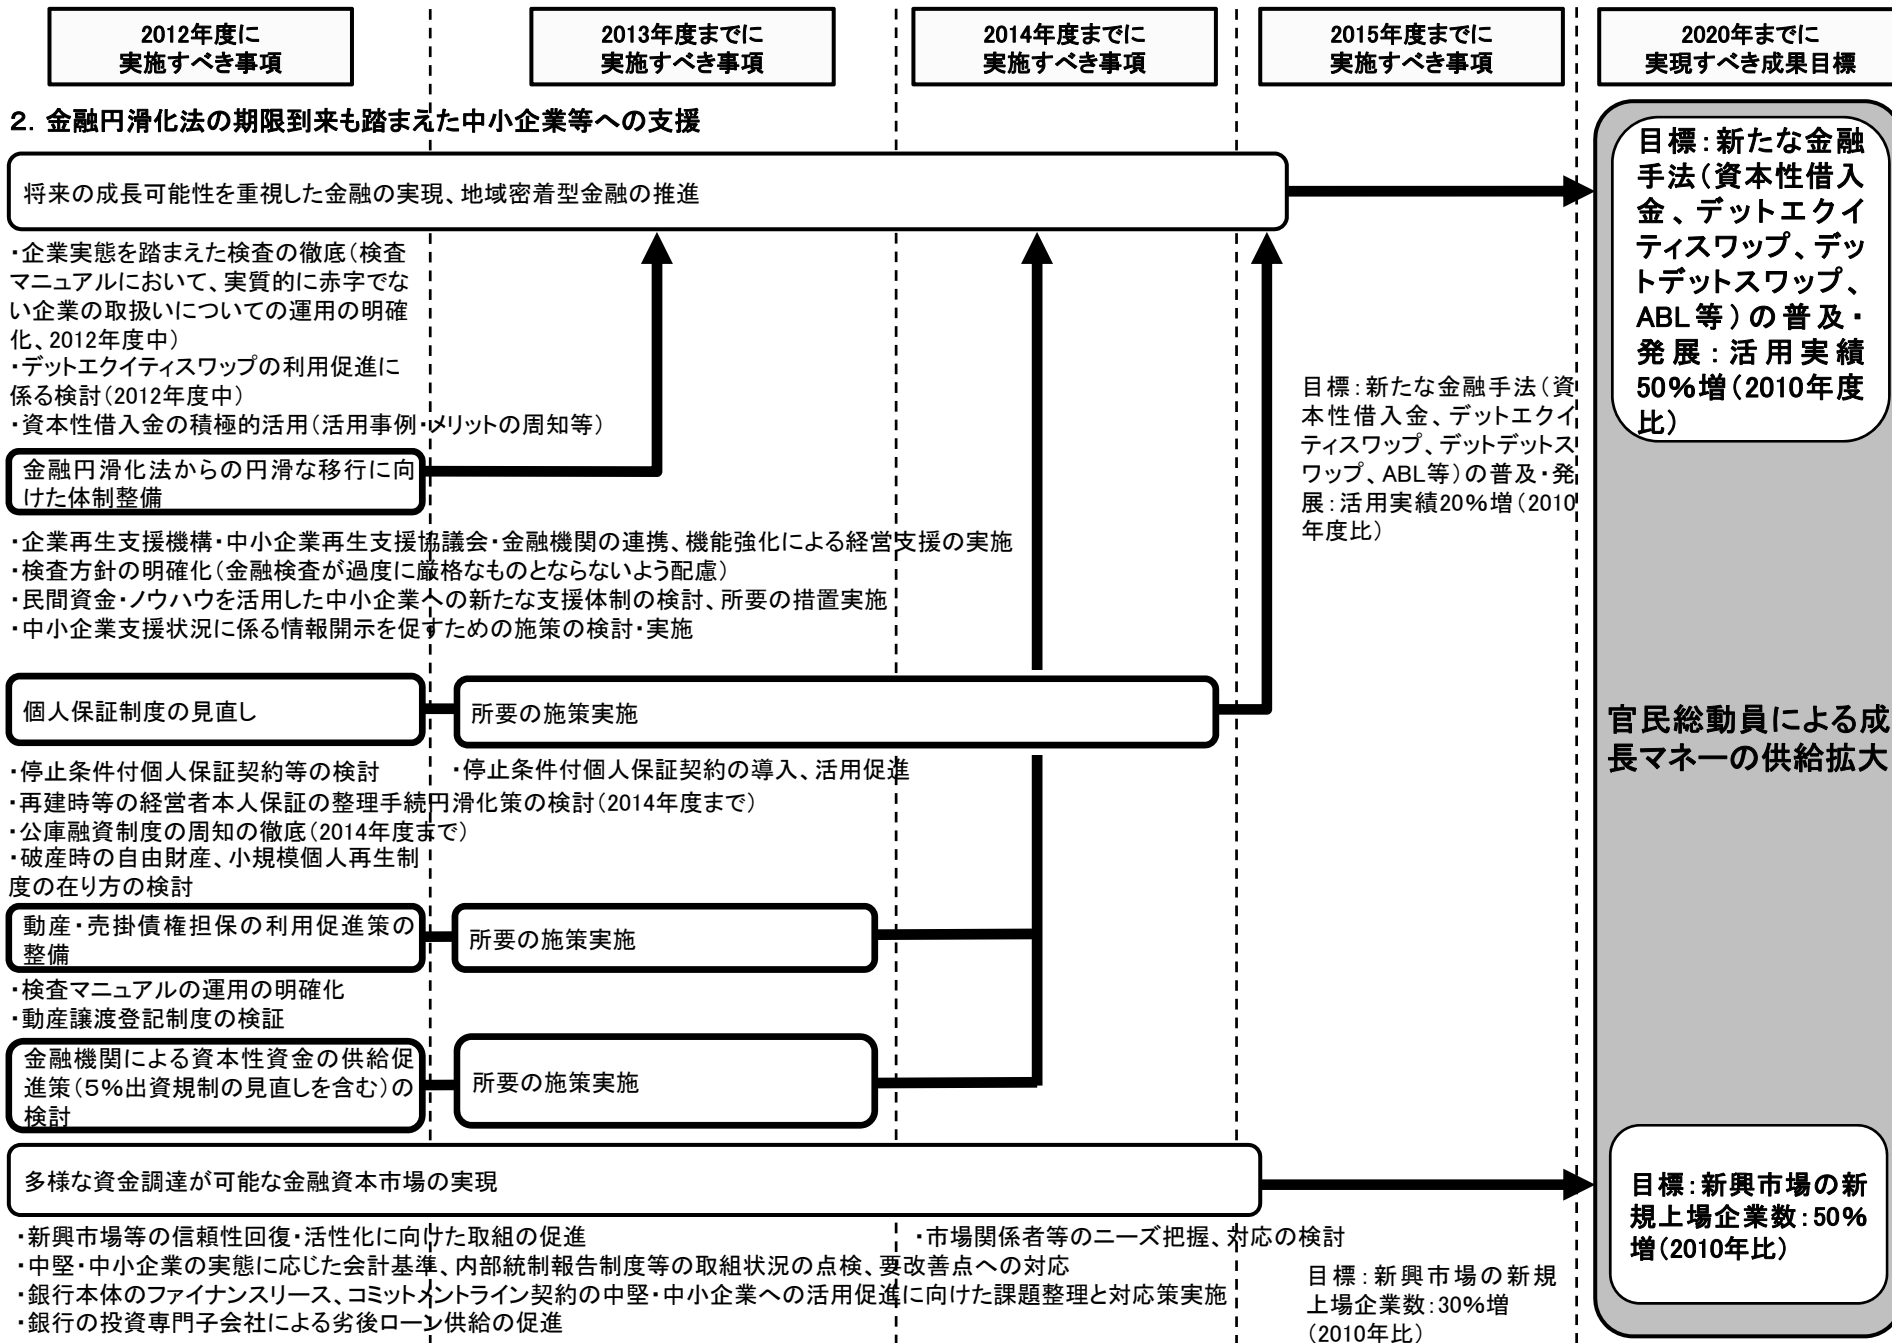 2012年度に
実施すべき事項
2013年度までに
実施すべき事項
2014年度までに
実施すべき事項
2015年度までに
実施すべき事項
2020年までに
実現すべき成果目標
２．金融円滑化法の期限到来も踏まえた中小企業等への支援
将来の成長可能性を重視した金融の実現、地域密着型金融の推進
・企業実態を踏まえた検査の徹底（検査
マニュアルにおいて、実質的に赤字でな
い企業の取扱いについての運用の明確
化、2012年度中）
・デットエクイティスワップの利用促進に
係る検討（2012年度中）
・資本性借入金の積極的活用（活用事例・メリットの周知等）
金融円滑化法からの円滑な移行に向
けた体制整備
・企業再生支援機構・中小企業再生支援協議会・金融機関の連携、機能強化による経営支援の実施
・検査方針の明確化（金融検査が過度に厳格なものとならないよう配慮）
・民間資金・ノウハウを活用した中小企業への新たな支援体制の検討、所要の措置実施
・中小企業支援状況に係る情報開示を促すための施策の検討・実施
目標：新たな金融手法（資
本性借入金、デットエクイ
ティスワップ、デットデットス
ワップ、ABL等）の普及・発
展：活用実績20％増（2010
年度比）
個人保証制度の見直し
所要の施策実施
・停止条件付個人保証契約等の検討
・停止条件付個人保証契約の導入、活用促進
・再建時等の経営者本人保証の整理手続円滑化策の検討（2014年度まで）
・公庫融資制度の周知の徹底（2014年度まで）
・破産時の自由財産、小規模個人再生制
度の在り方の検討
動産・売掛債権担保の利用促進策の
整備
所要の施策実施
・検査マニュアルの運用の明確化
・動産譲渡登記制度の検証
金融機関による資本性資金の供給促
進策（５％出資規制の見直しを含む）の
検討
所要の施策実施
多様な資金調達が可能な金融資本市場の実現
・新興市場等の信頼性回復・活性化に向けた取組の促進
・市場関係者等のニーズ把握、対応の検討
・中堅・中小企業の実態に応じた会計基準、内部統制報告制度等の取組状況の点検、要改善点への対応
・銀行本体のファイナンスリース、コミットメントライン契約の中堅・中小企業への活用促進に向けた課題整理と対応策実施
・銀行の投資専門子会社による劣後ローン供給の促進
目標：新興市場の新規
上場企業数：30％増
（2010年比）
目標：新たな金融
手法（資本性借入
金、デットエクイ
ティスワップ、デッ
トデットスワップ、
ABL等）の普及・
発展：活用実績
50％増（2010年度
比）
官民総動員による成
長マネーの供給拡大
目標：新興市場の新
規上場企業数：50％
増（2010年比）